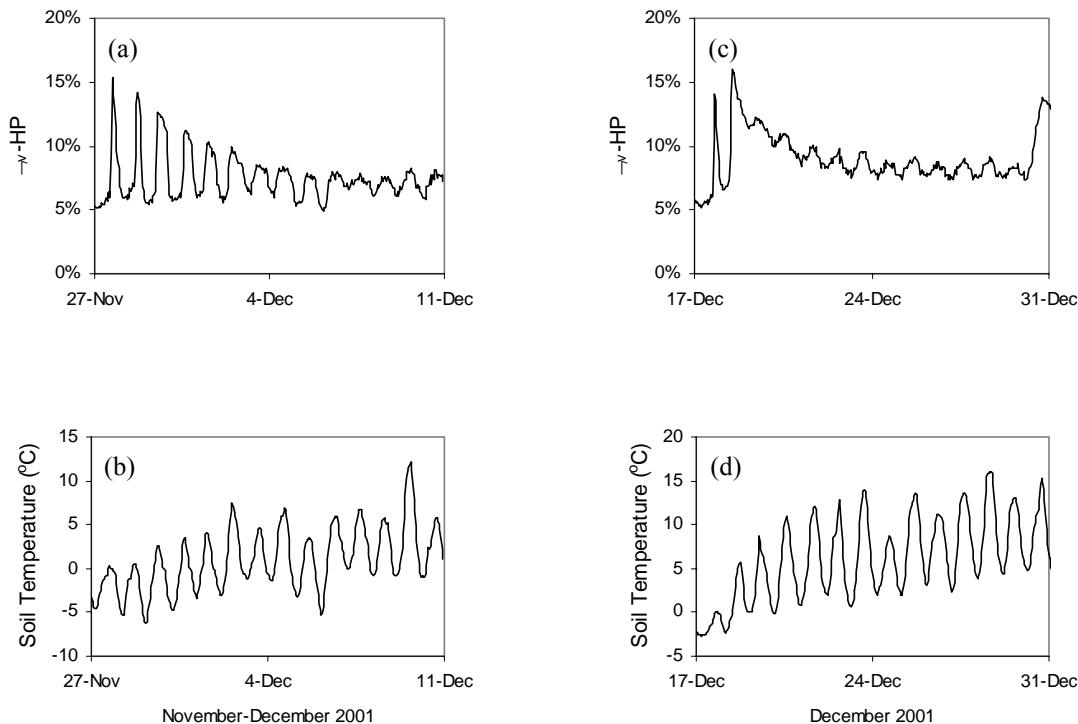 20%
15%
10%
5%
0%
(a)
-HP
27-Nov 4-Dec 11-Dec
20%
15%
10%
5%
0%
(c)
-HP
17-Dec 24-Dec 31-Dec
15
10
5
0
-5
-10
(b)
Soil Temperature (°C)
27-Nov 4-Dec 11-Dec
November-December 2001
20
15
10
5
0
-5
(d)
Soil Temperature (°C)
17-Dec 24-Dec 31-Dec
December 2001